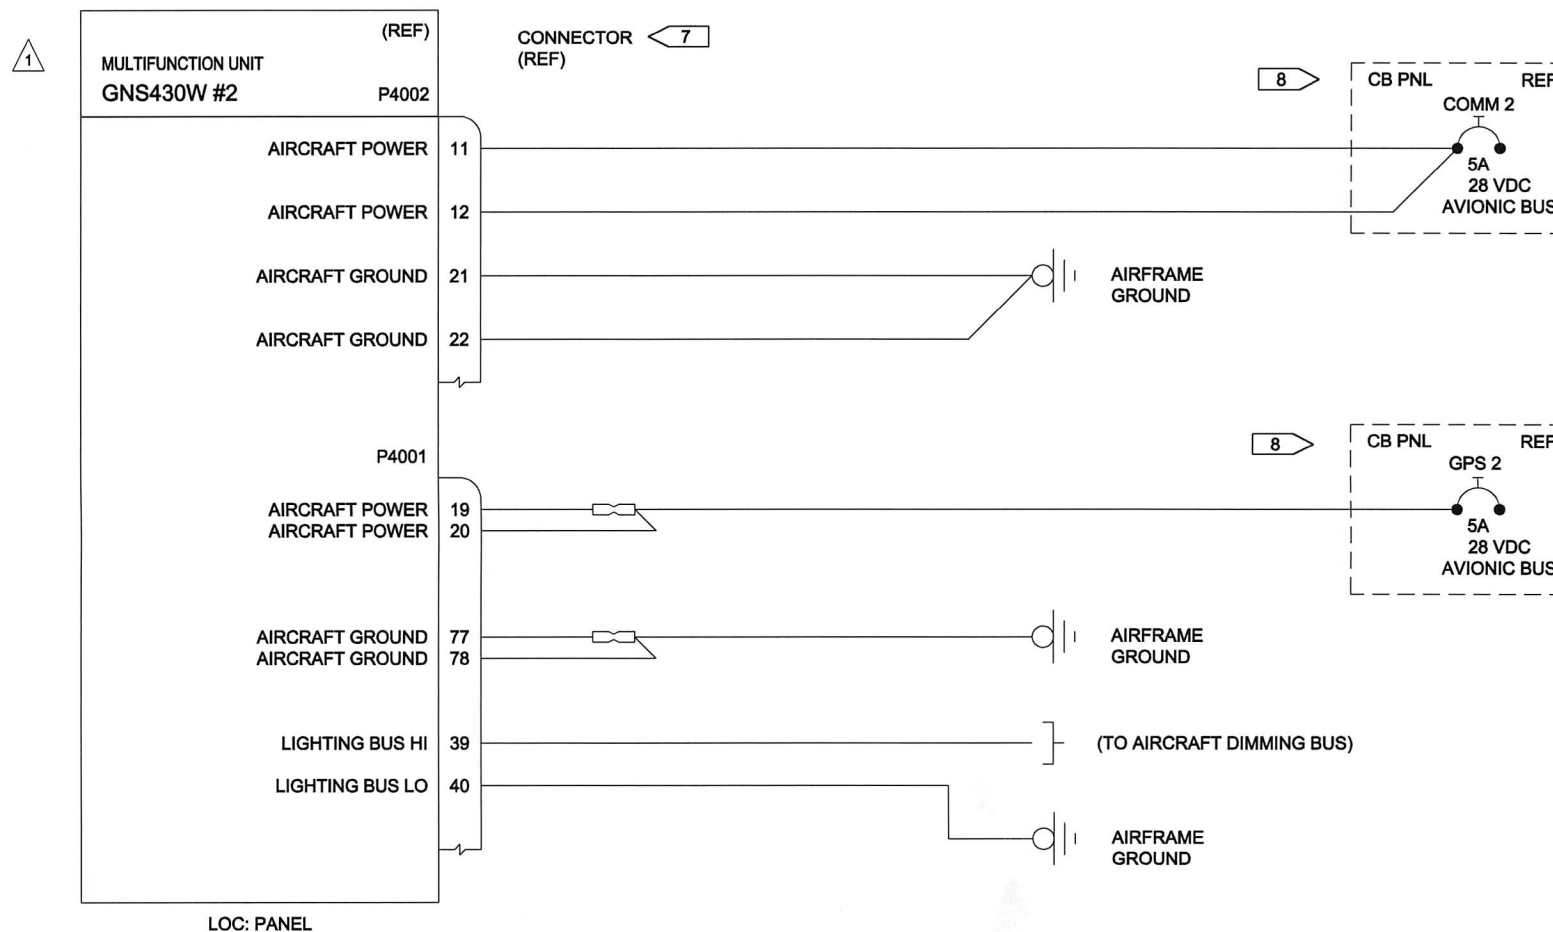 1
(REF)
MULTIFUNCTION UNIT
GNS430W #2
P4002
CONNECTOR
(REF)
7
8
CB PNL
REF
COMM 2
5A
28 VDC
AVIONIC BUS
AIRCRAFT POWER 11
AIRCRAFT POWER 12
AIRCRAFT GROUND 21
AIRCRAFT GROUND 22
AIRFRAME
GROUND
P4001
8
CB PNL
REF
GPS 2
5A
28 VDC
AVIONIC BUS
AIRCRAFT POWER 19
AIRCRAFT POWER 20
AIRCRAFT GROUND 77
AIRCRAFT GROUND 78
AIRFRAME
GROUND
LIGHTING BUS HI 39
(TO AIRCRAFT DIMMING BUS)
LIGHTING BUS LO 40
AIRFRAME
GROUND
LOC: PANEL